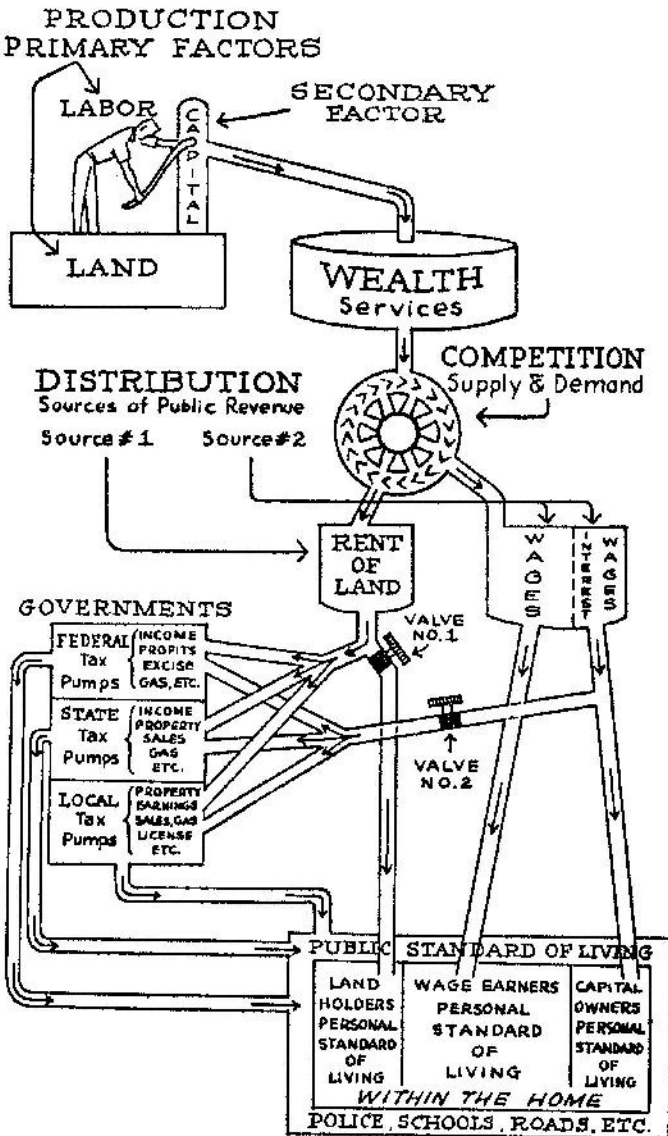 PRODUCTION
PRIMARY FACTORS
LABOR
CAPITAL
SECONDARY
FACTOR
LAND
WEALTH
Services
COMPETITION
Supply & Demand
DISTRIBUTION
Sources of Public Revenue
Source #1
Source #2
RENT
OF
LAND
WAGES
INTEREST
WAGES
GOVERNMENTS
FEDERAL
Tax
Pumps
INCOME
PROFITS
EXCISE
GAS, ETC.
STATE
Tax
Pumps
INCOME
PROPERTY
SALES
GAS
ETC.
LOCAL
Tax
Pumps
PROPERTY
EARNINGS
SALES, GAS
LICENSE
ETC.
VALVE
NO. 1
VALVE
NO. 2
PUBLIC STANDARD OF LIVING
LAND
HOLDERS
PERSONAL
STANDARD
OF
LIVING
WAGE EARNERS
PERSONAL
STANDARD
OF
LIVING
CAPITAL
OWNERS
PERSONAL
STANDARD
OF
LIVING
WITHIN THE HOME
POLICE, SCHOOLS, ROADS, ETC.